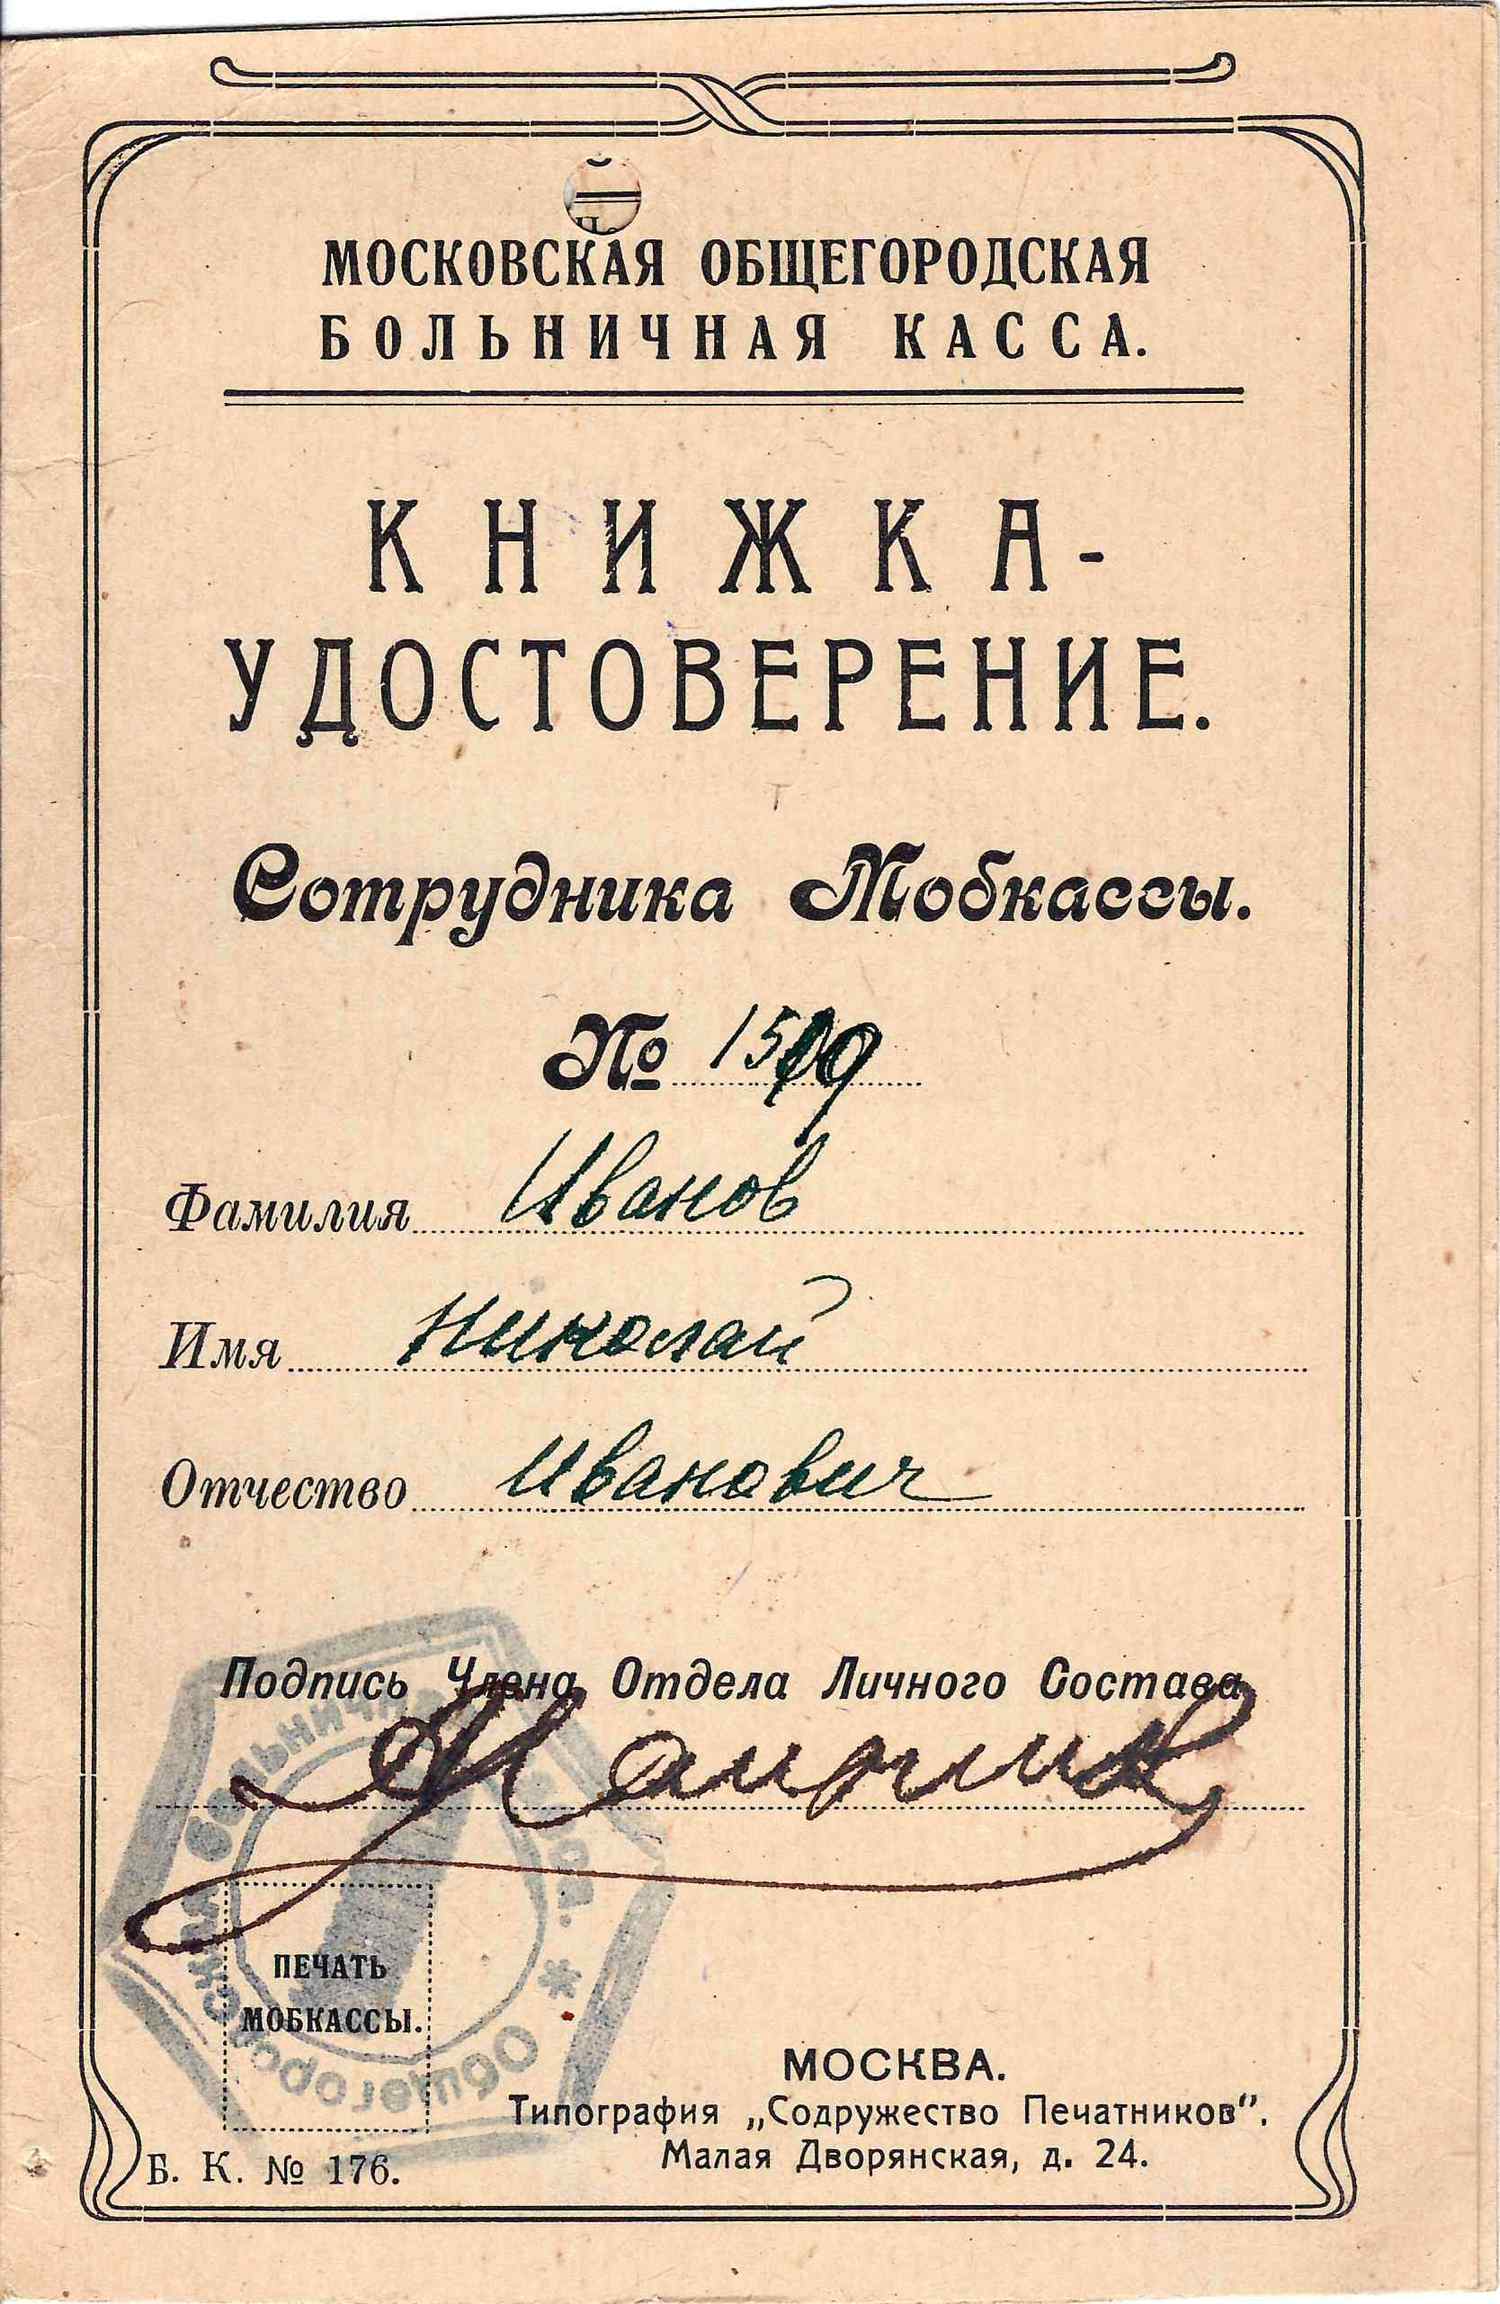 МОСКОВСКАЯ ОБЩЕГОРОДСКАЯ
БОЛЬНИЧНАЯ КАССА.
КНИЖКА-
УДОСТОВЕРЕНИЕ.
Сотрудника Мобкассы.
№
Фамилия Иванов
Имя Николай
Отчество Иванович
Подпись Члена Отдела Личного Состава
ПЕЧАТЬ
МОБКАССЫ.
МОСКВА.
Типография „Содружество Печатников“.
Малая Дворянская, д. 24.
Б. К. № 176.